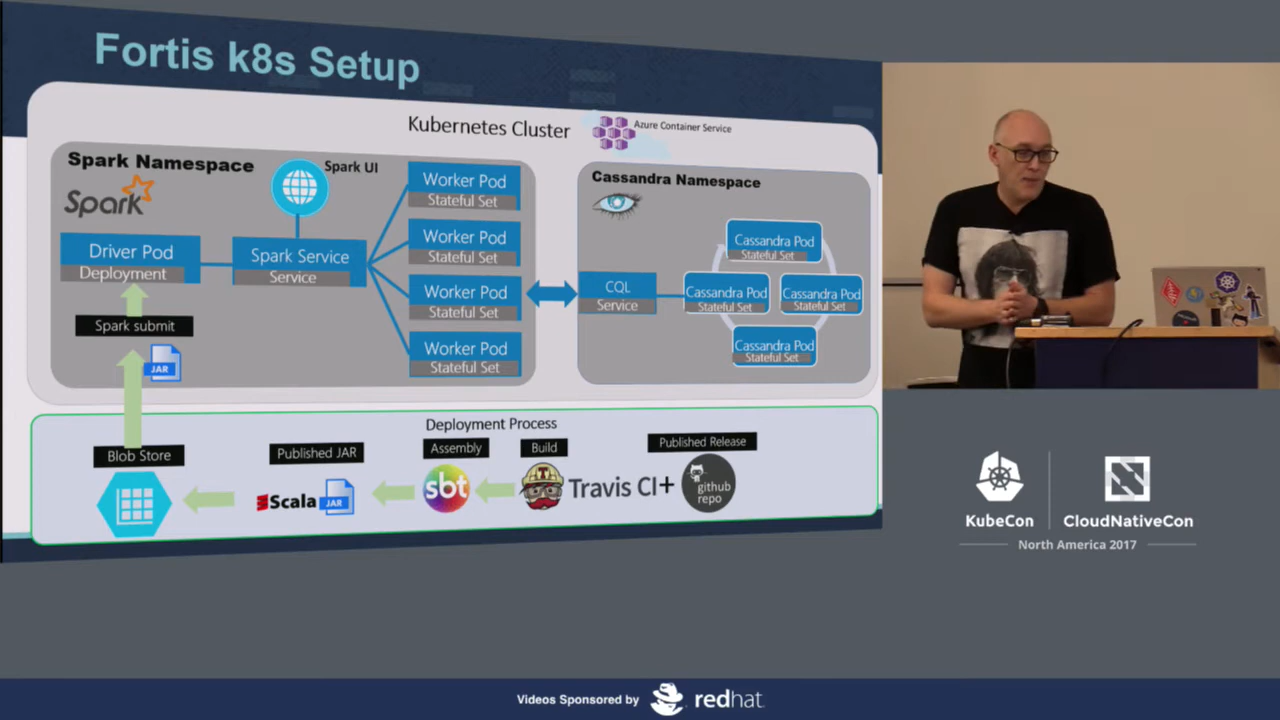 Fortis k8s Setup
Kubernetes Cluster
Azure Container Service
Spark Namespace
Spark
Spark UI
Driver Pod
Deployment
Spark Service
Service
Worker Pod
Stateful Set
Worker Pod
Stateful Set
Worker Pod
Stateful Set
Worker Pod
Stateful Set
Spark submit
JAR
Cassandra Namespace
CQL
Service
Cassandra Pod
Stateful Set
Cassandra Pod
Stateful Set
Cassandra Pod
Stateful Set
Cassandra Pod
Stateful Set
Deployment Process
Blob Store
Published JAR
Scala
JAR
Assembly
sbt
Build
Travis CI+
Published Release
github
repo
KubeCon
CloudNativeCon
North America 2017
Videos Sponsored by
redhat